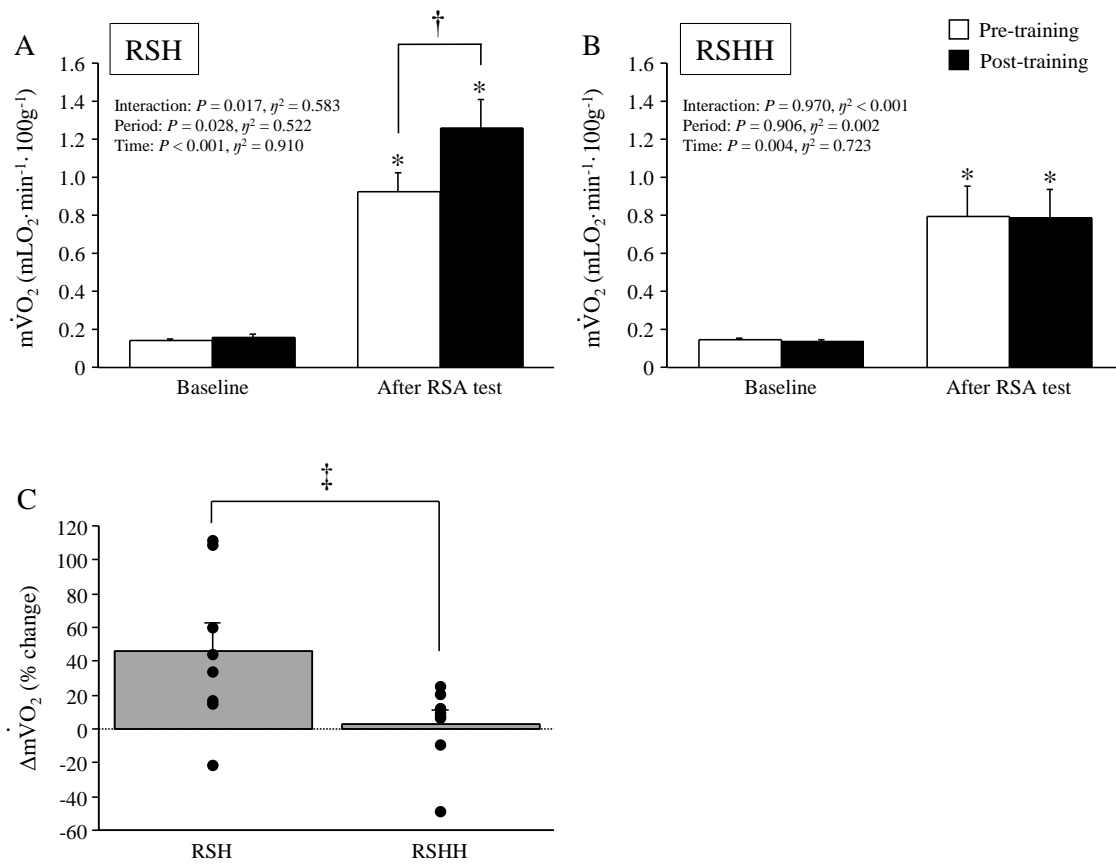 A
RSH
†
1.6
1.4
1.2
1.0
0.8
0.6
0.4
0.2
0
Interaction: P = 0.017, η² = 0.583
Period: P = 0.028, η² = 0.522
Time: P < 0.001, η² = 0.910
*
*
mV̇O₂ (mLO₂·min⁻¹·100g⁻¹)
Baseline
After RSA test
B
RSHH
Pre-training
Post-training
1.6
1.4
1.2
1.0
0.8
0.6
0.4
0.2
0
Interaction: P = 0.970, η² < 0.001
Period: P = 0.906, η² = 0.002
Time: P = 0.004, η² = 0.723
*
*
mV̇O₂ (mLO₂·min⁻¹·100g⁻¹)
Baseline
After RSA test
C
‡
120
100
80
60
40
20
0
-20
-40
-60
ΔmV̇O₂ (% change)
RSH
RSHH